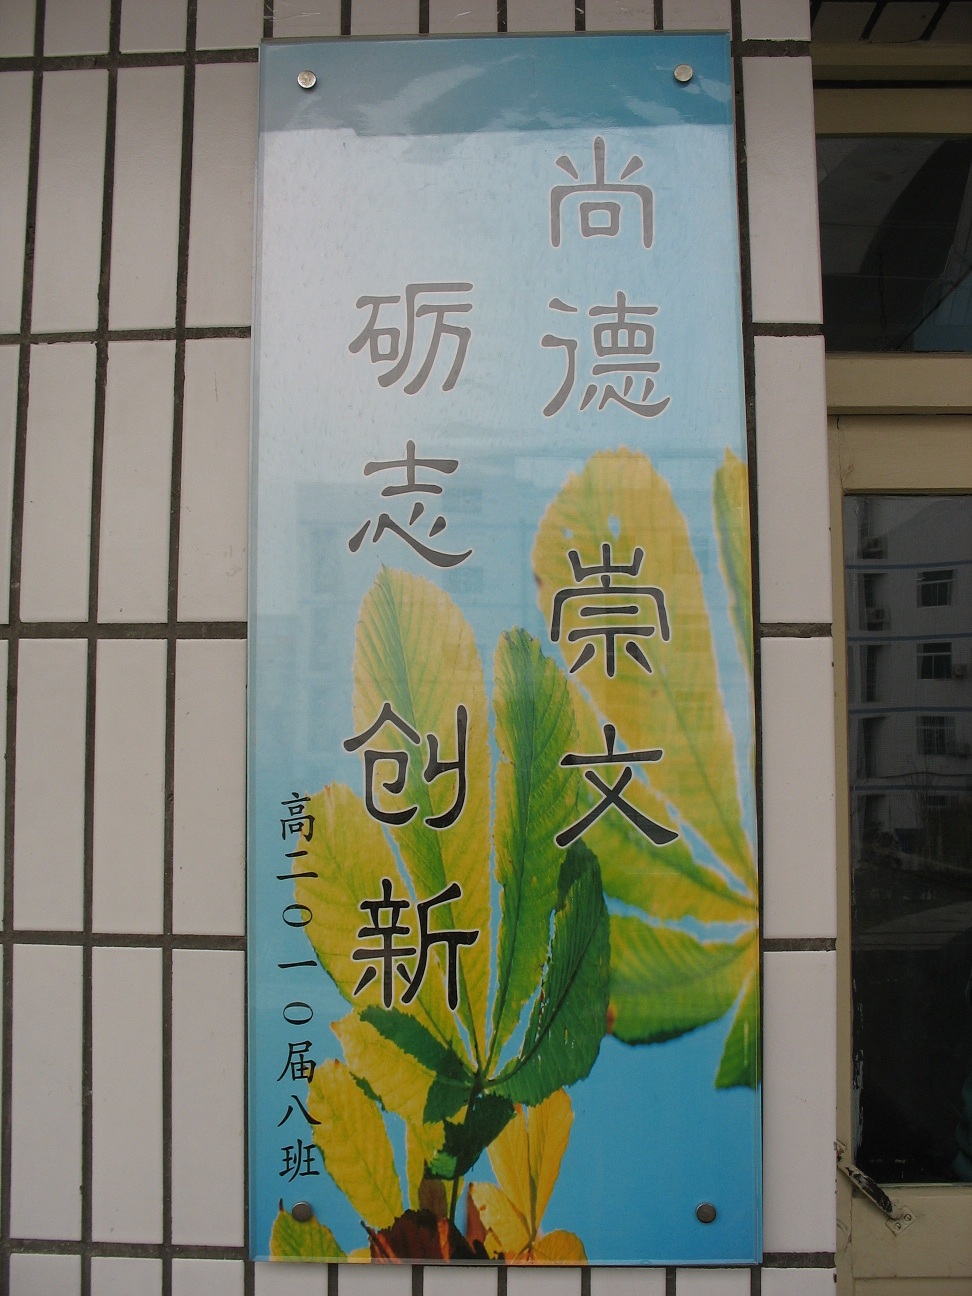 尚德 崇文
砺志 创新
高二〇一〇届八班